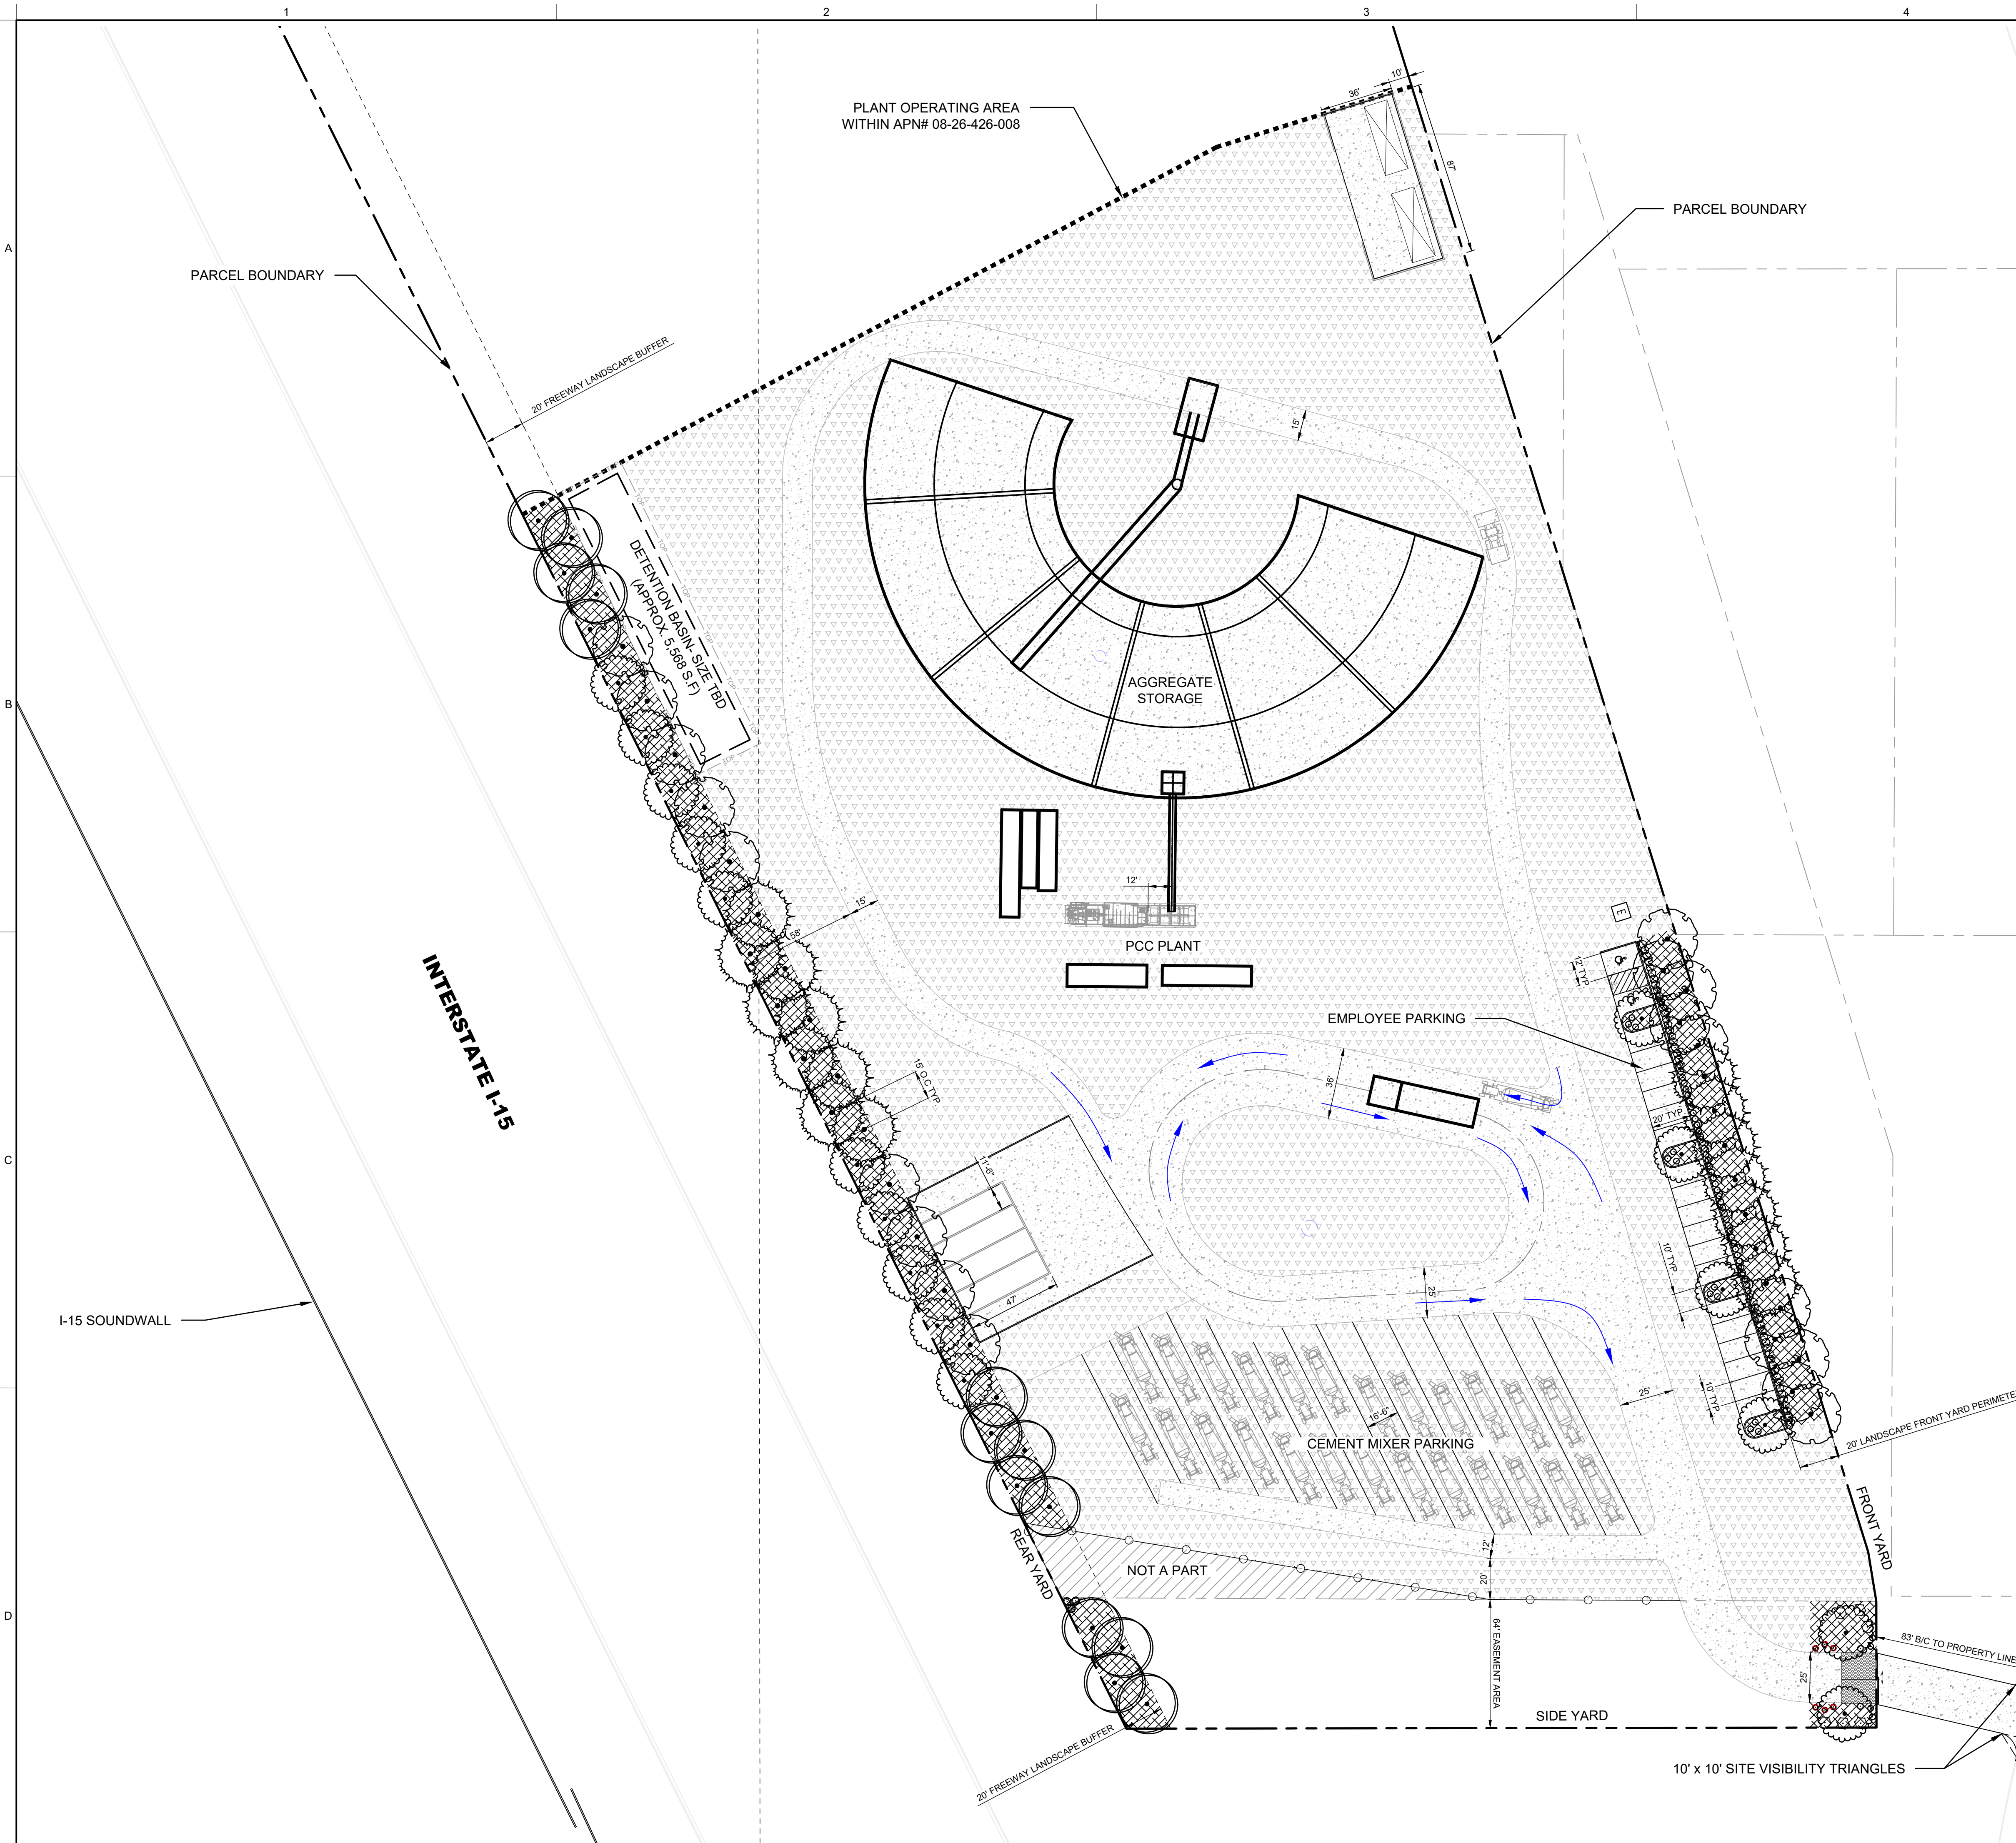 1
2
3
4
A
B
C
D
PLANT OPERATING AREA
WITHIN APN# 08-26-426-008
36'
10'
87'
PARCEL BOUNDARY
PARCEL BOUNDARY
20' FREEWAY LANDSCAPE BUFFER
15'
TOP
TOP
TOP
TOP
TOP
DETENTION BASIN- SIZE TBD
(APPROX. 5,568 S.F)
AGGREGATE
STORAGE
12'
PCC PLANT
15'
58'
E
12' TYP
EMPLOYEE PARKING
INTERSTATE I-15
15' O.C TYP
36'
20' TYP
11'-6"
47'
25'
10' TYP
I-15 SOUNDWALL
16'-6"
CEMENT MIXER PARKING
25'
10' TYP
20' LANDSCAPE FRONT YARD PERIMETE
FRONT YARD
REAR YARD
NOT A PART
12'
20'
64' EASEMENT AREA
83' B/C TO PROPERTY LINE
25'
SIDE YARD
20' FREEWAY LANDSCAPE BUFFER
10' x 10' SITE VISIBILITY TRIANGLES